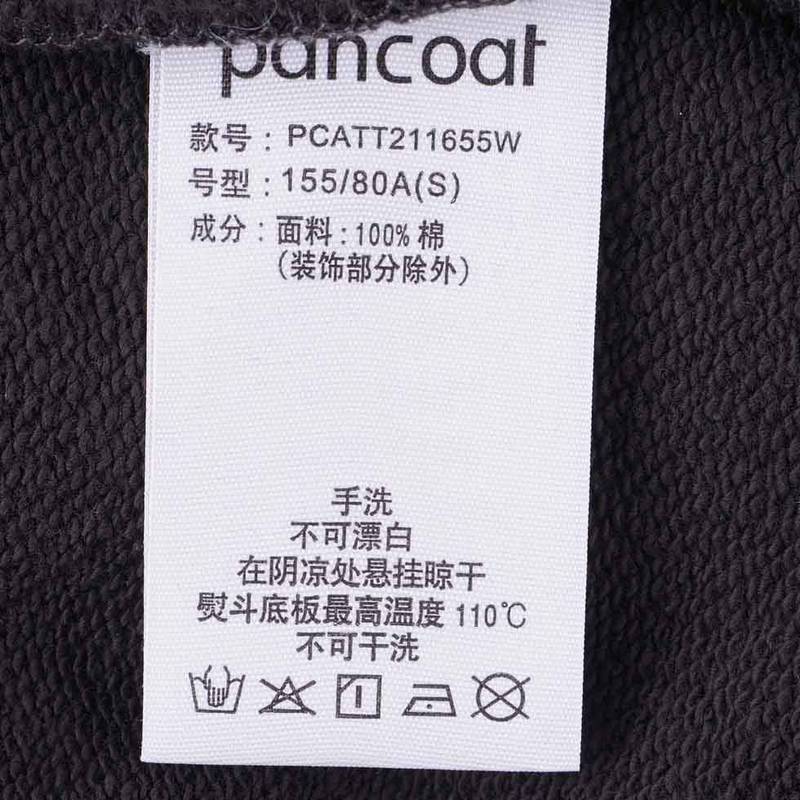 pancoat
款号：PCATT211655W
号型：155/80A(S)
成分：面料：100% 棉
（装饰部分除外）
手洗
不可漂白
在阴凉处悬挂晾干
熨斗底板最高温度 110℃
不可干洗